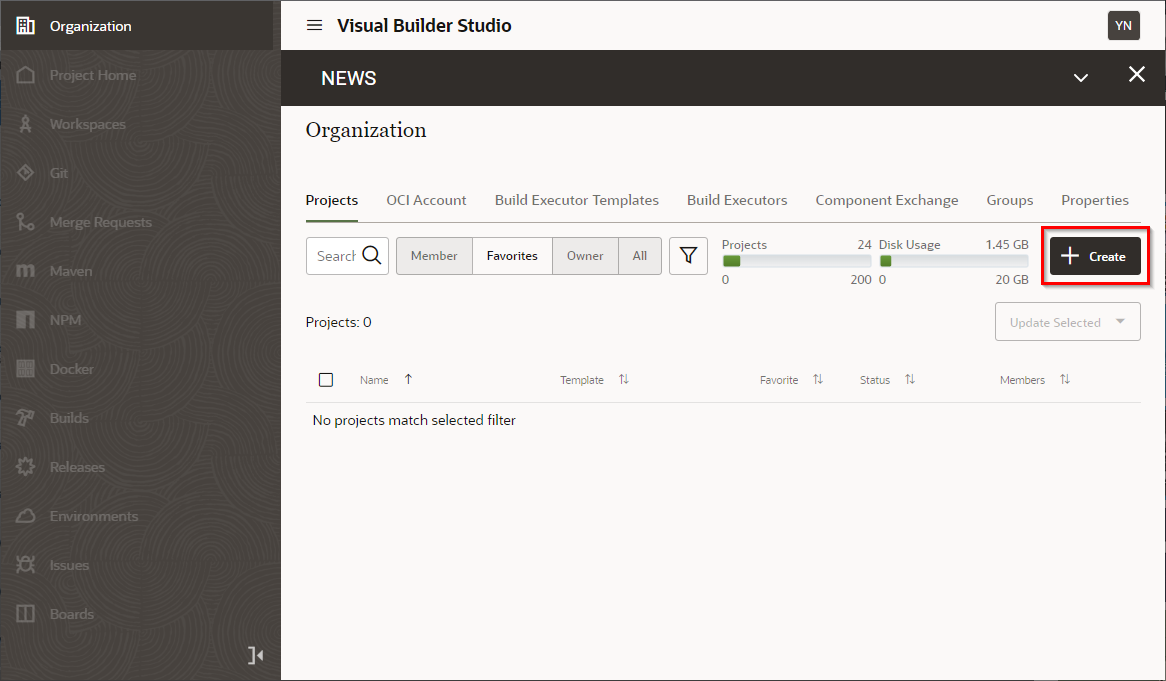 Organization
Project Home
Workspaces
Git
Merge Requests
Maven
NPM
Docker
Builds
Releases
Environments
Issues
Boards
Visual Builder Studio
YN
NEWS
Organization
Projects OCI Account Build Executor Templates Build Executors Component Exchange Groups Properties
Search Member Favorites Owner All
Projects 24 Disk Usage 1.45 GB
0 200 0 20 GB
Create
Projects: 0
Update Selected
Name Template Favorite Status Members
No projects match selected filter